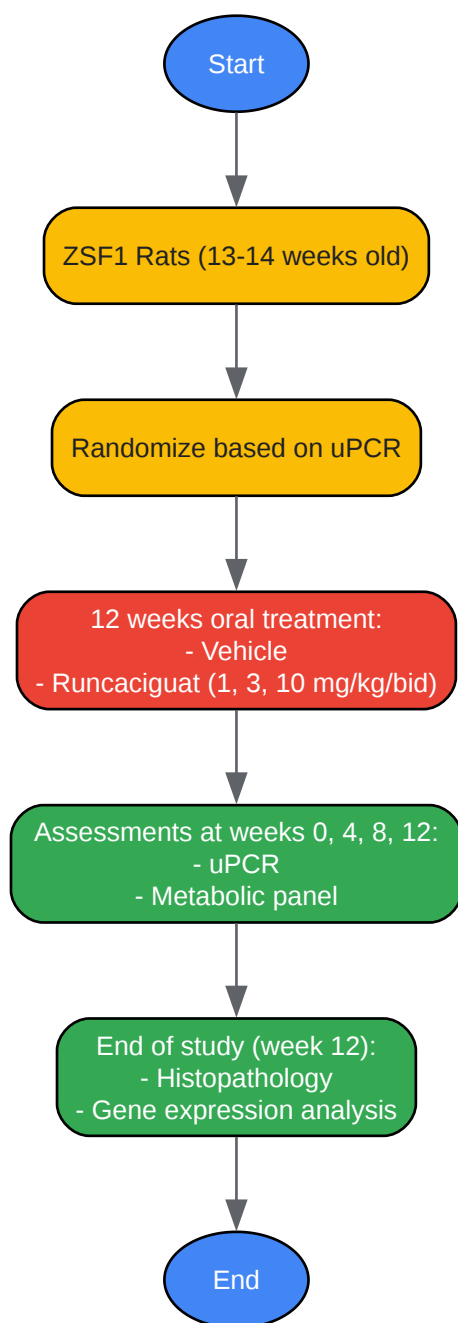 Start
ZSF1 Rats (13-14 weeks old)
Randomize based on uPCR
12 weeks oral treatment:
- Vehicle
- Runcaciguat (1, 3, 10 mg/kg/bid)
Assessments at weeks 0, 4, 8, 12:
- uPCR
- Metabolic panel
End of study (week 12):
- Histopathology
- Gene expression analysis
End